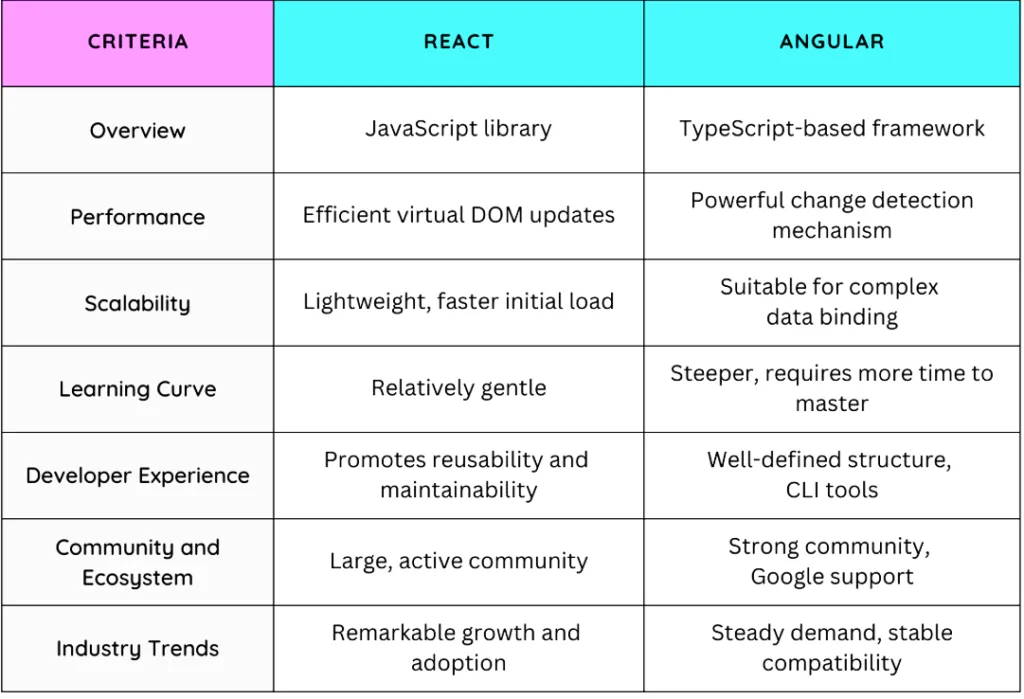 CRITERIA
REACT
ANGULAR
Overview
JavaScript library
TypeScript-based framework
Performance
Efficient virtual DOM updates
Powerful change detection
mechanism
Scalability
Lightweight, faster initial load
Suitable for complex
data binding
Learning Curve
Relatively gentle
Steeper, requires more time to
master
Developer Experience
Promotes reusability and
maintainability
Well-defined structure,
CLI tools
Community and
Ecosystem
Large, active community
Strong community,
Google support
Industry Trends
Remarkable growth and
adoption
Steady demand, stable
compatibility